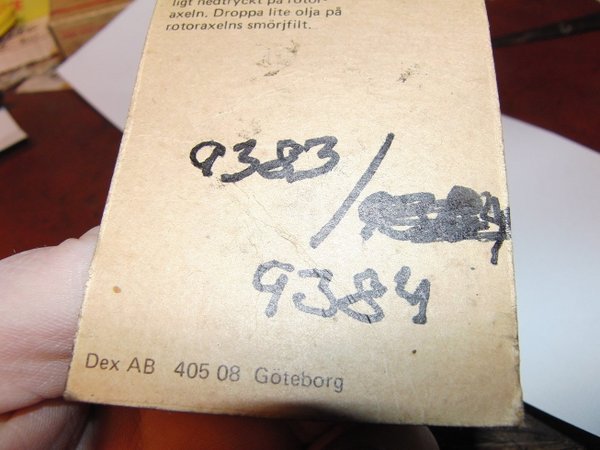 ligt nedtryckt på rotor-
axeln. Droppa lite olja på
rotoraxelns smörjfilt.
9383/
9384
Dex AB 405 08 Göteborg